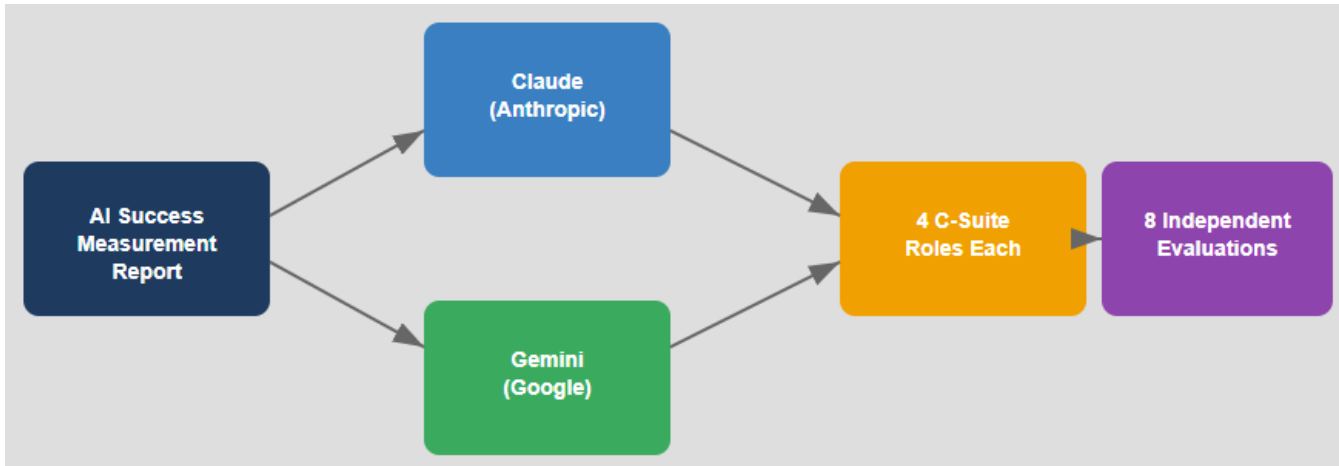 AI Success
Measurement
Report
Claude
(Anthropic)
Gemini
(Google)
4 C-Suite
Roles Each
8 Independent
Evaluations